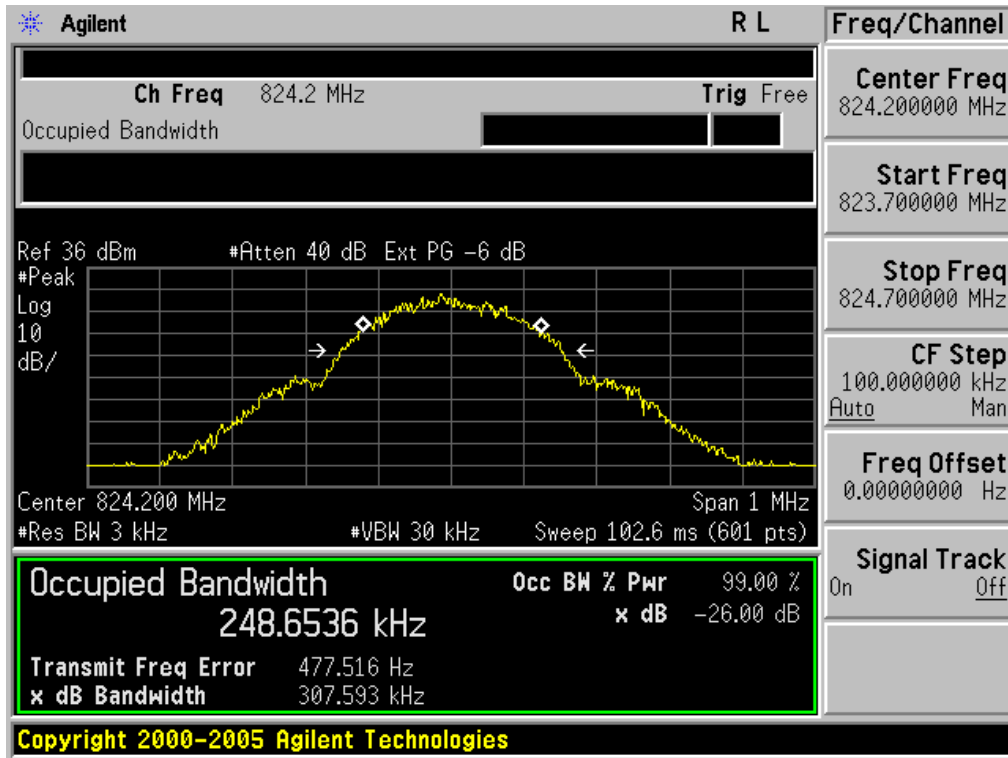 Agilent R L Freq/Channel
Ch Freq 824.2 MHz Trig Free
Occupied Bandwidth
Center Freq
824.200000 MHz
Start Freq
823.700000 MHz
Stop Freq
824.700000 MHz
CF Step
100.000000 kHz
Auto Man
Freq Offset
0.00000000 Hz
Signal Track
On Off
Ref 36 dBm #Atten 40 dB Ext PG -6 dB
#Peak
Log
10
dB/
Center 824.200 MHz Span 1 MHz
#Res BW 3 kHz #VBW 30 kHz Sweep 102.6 ms (601 pts)
Occupied Bandwidth Occ BW % Pwr 99.00 %
248.6536 kHz x dB -26.00 dB
Transmit Freq Error 477.516 Hz
x dB Bandwidth 307.593 kHz
Copyright 2000-2005 Agilent Technologies